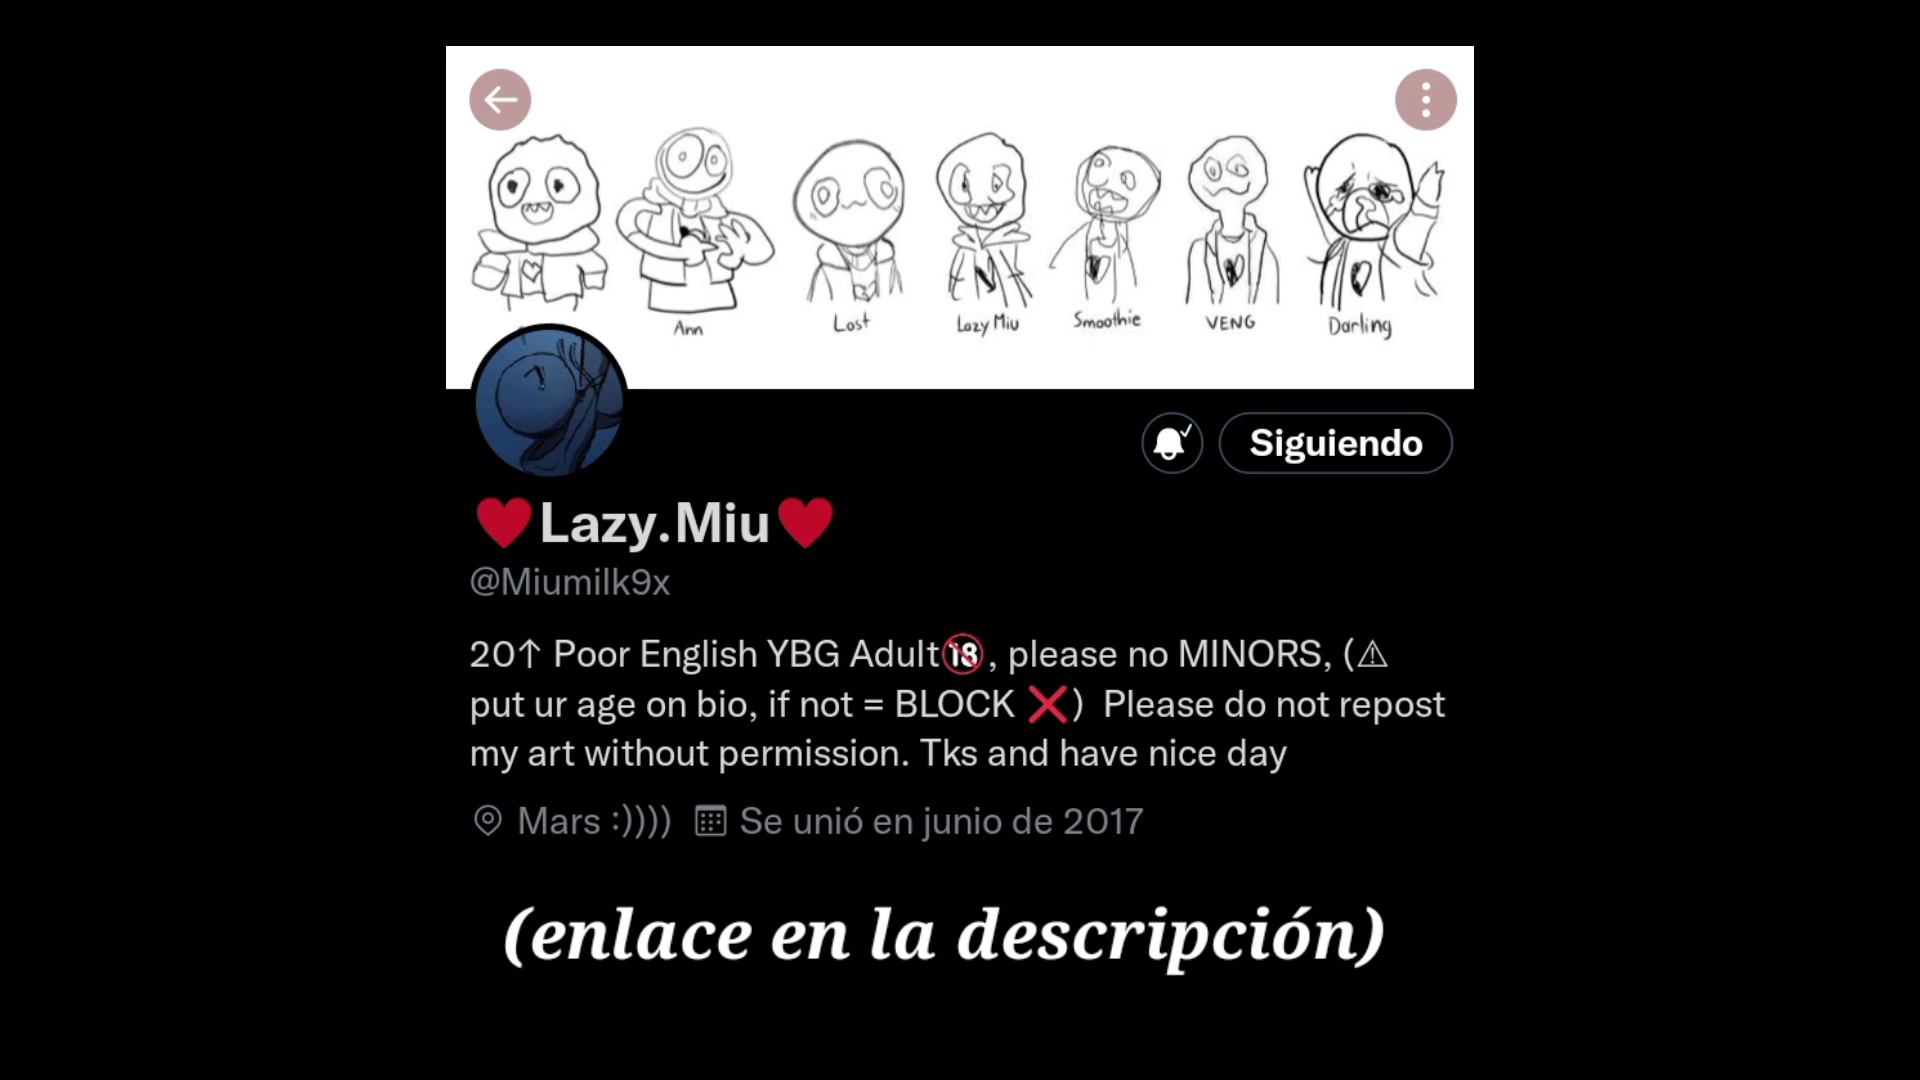 Ann
Lost
Lazy Miu
Smoothie
VENG
Darling
Siguiendo
♥Lazy.Miu♥
@Miumilk9x
20↑ Poor English YBG Adult🔞, please no MINORS, (⚠
put ur age on bio, if not = BLOCK ❌) Please do not repost
my art without permission. Tks and have nice day
Mars :)))) Se unió en junio de 2017
(enlace en la descripción)